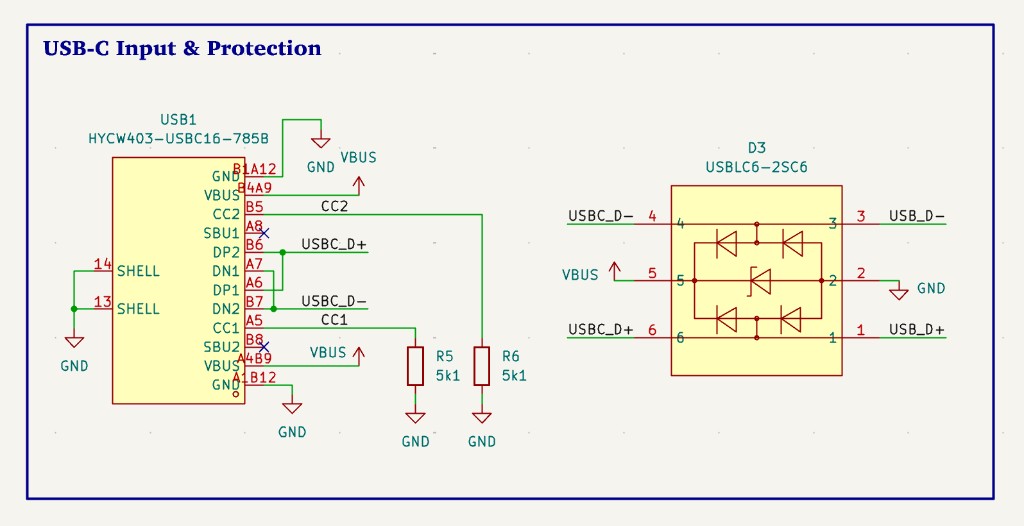 USB-C Input & Protection
USB1
HYCW403-USBC16-785B
GND
VBUS
B1A12
GND
B4A9
VBUS
B5
CC2
CC2
A8
SBU1
B6
DP2
USBC_D+
A7
DN1
14
SHELL
A6
DP1
B7
DN2
USBC_D-
13
SHELL
A5
CC1
CC1
B8
SBU2
A4B9
VBUS
VBUS
A1B12
GND
GND
GND
R5
5k1
R6
5k1
GND
GND
D3
USBLC6-2SC6
USBC_D-
4
4
3
3
USB_D-
VBUS
5
5
2
2
GND
USBC_D+
6
6
1
1
USB_D+